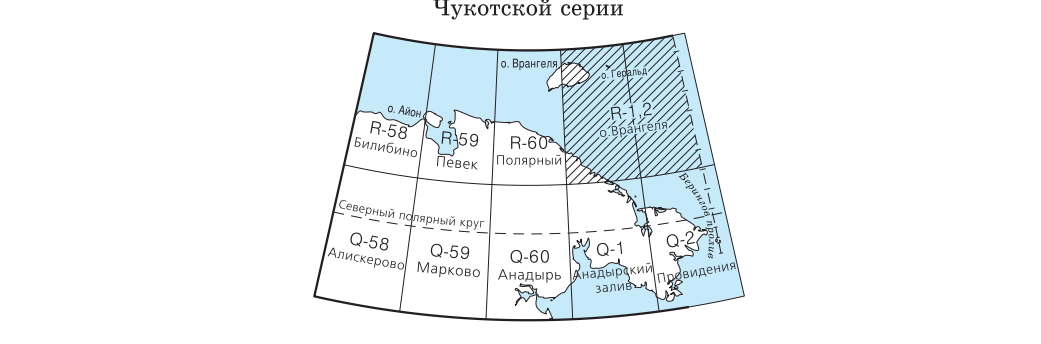 Чукотской серии
о. Врангеля
о. Геральд
R-1,2
о.Врангеля
о. Айон
R-58
Билибино
R-59
Певек
R-60
Полярный
Берингов пролив
Северный полярный круг
Q-58
Алискерово
Q-59
Марково
Q-60
Анадырь
Q-1
Анадырский
залив
Q-2
Провидения